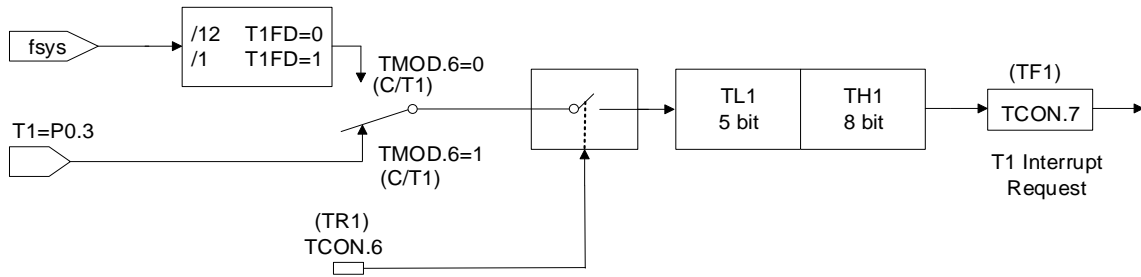 fsys
/12 T1FD=0
/1 T1FD=1
TMOD.6=0
(C/T1)
T1=P0.3
TMOD.6=1
(C/T1)
(TR1)
TCON.6
TL1
5 bit
TH1
8 bit
(TF1)
TCON.7
T1 Interrupt
Request